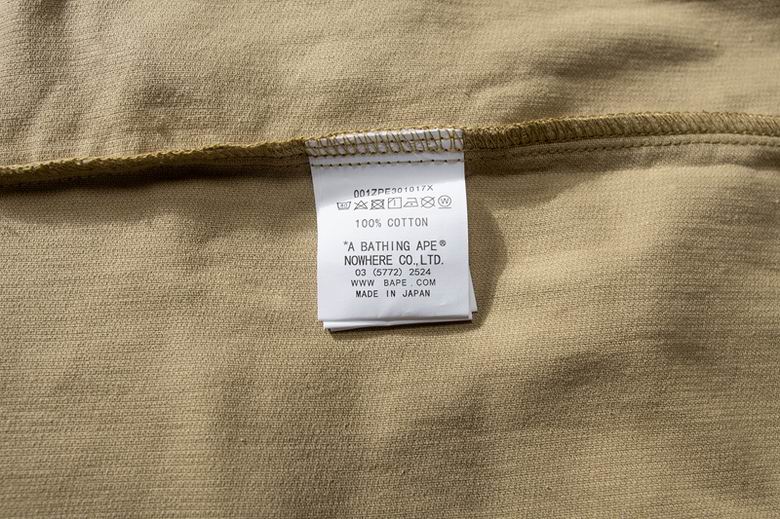 001ZPE301017X
100% COTTON
"A BATHING APE®
NOWHERE CO.,LTD.
03 (5772) 2524
WWW BAPE.COM
MADE IN JAPAN